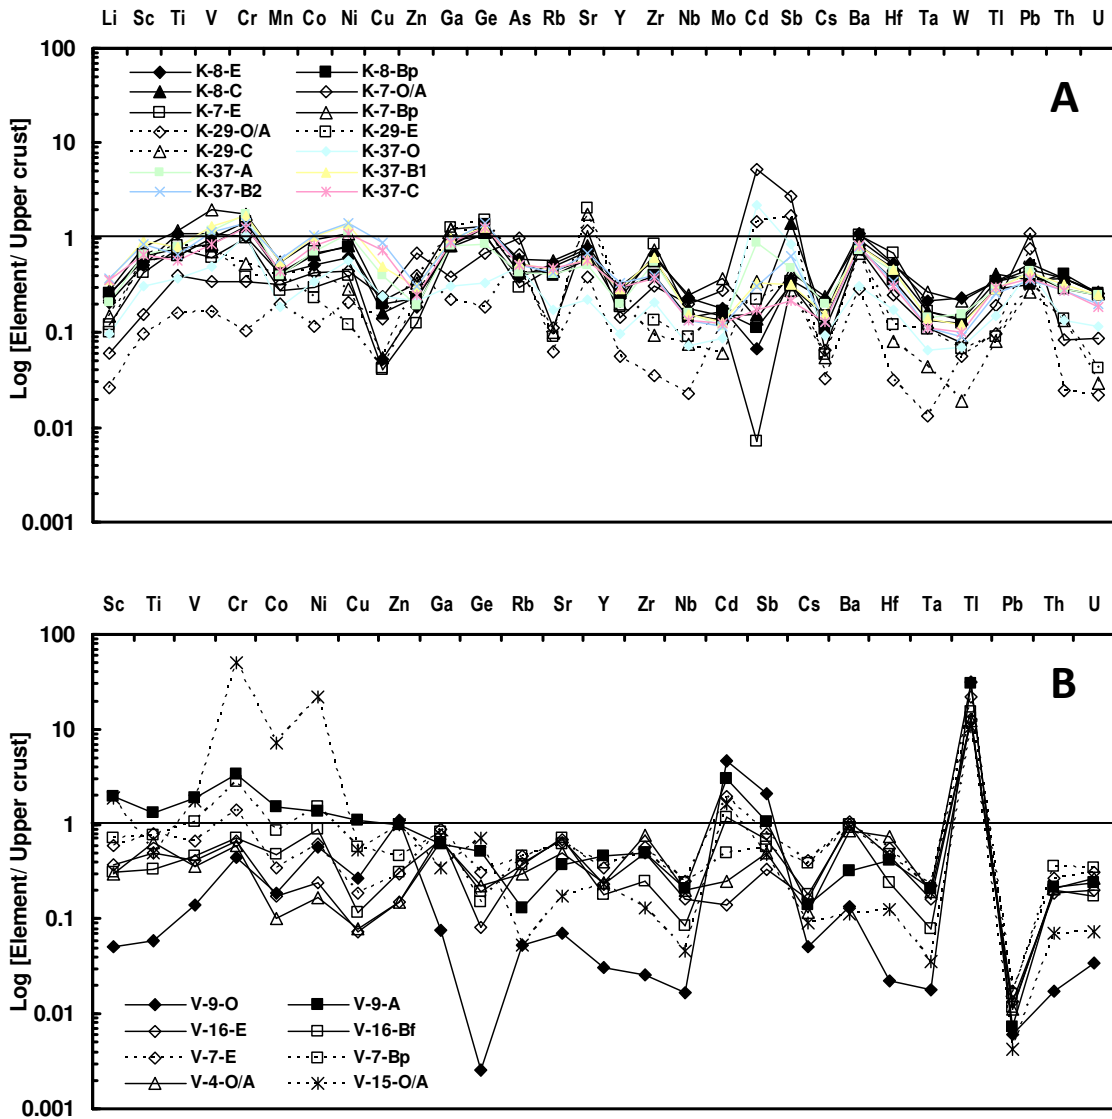 Li Sc Ti V Cr Mn Co Ni Cu Zn Ga Ge As Rb Sr Y Zr Nb Mo Cd Sb Cs Ba Hf Ta W Tl Pb Th U
100
10
1
0.1
0.01
0.001
Log [Element/ Upper crust]
A
K-8-E K-8-Bp
K-8-C K-7-O/A
K-7-E K-7-Bp
K-29-O/A K-29-E
K-29-C K-37-O
K-37-A K-37-B1
K-37-B2 K-37-C
Sc Ti V Cr Co Ni Cu Zn Ga Ge Rb Sr Y Zr Nb Cd Sb Cs Ba Hf Ta Tl Pb Th U
100
10
1
0.1
0.01
0.001
Log [Element/ Upper crust]
B
V-9-O V-9-A
V-16-E V-16-Bf
V-7-E V-7-Bp
V-4-O/A V-15-O/A